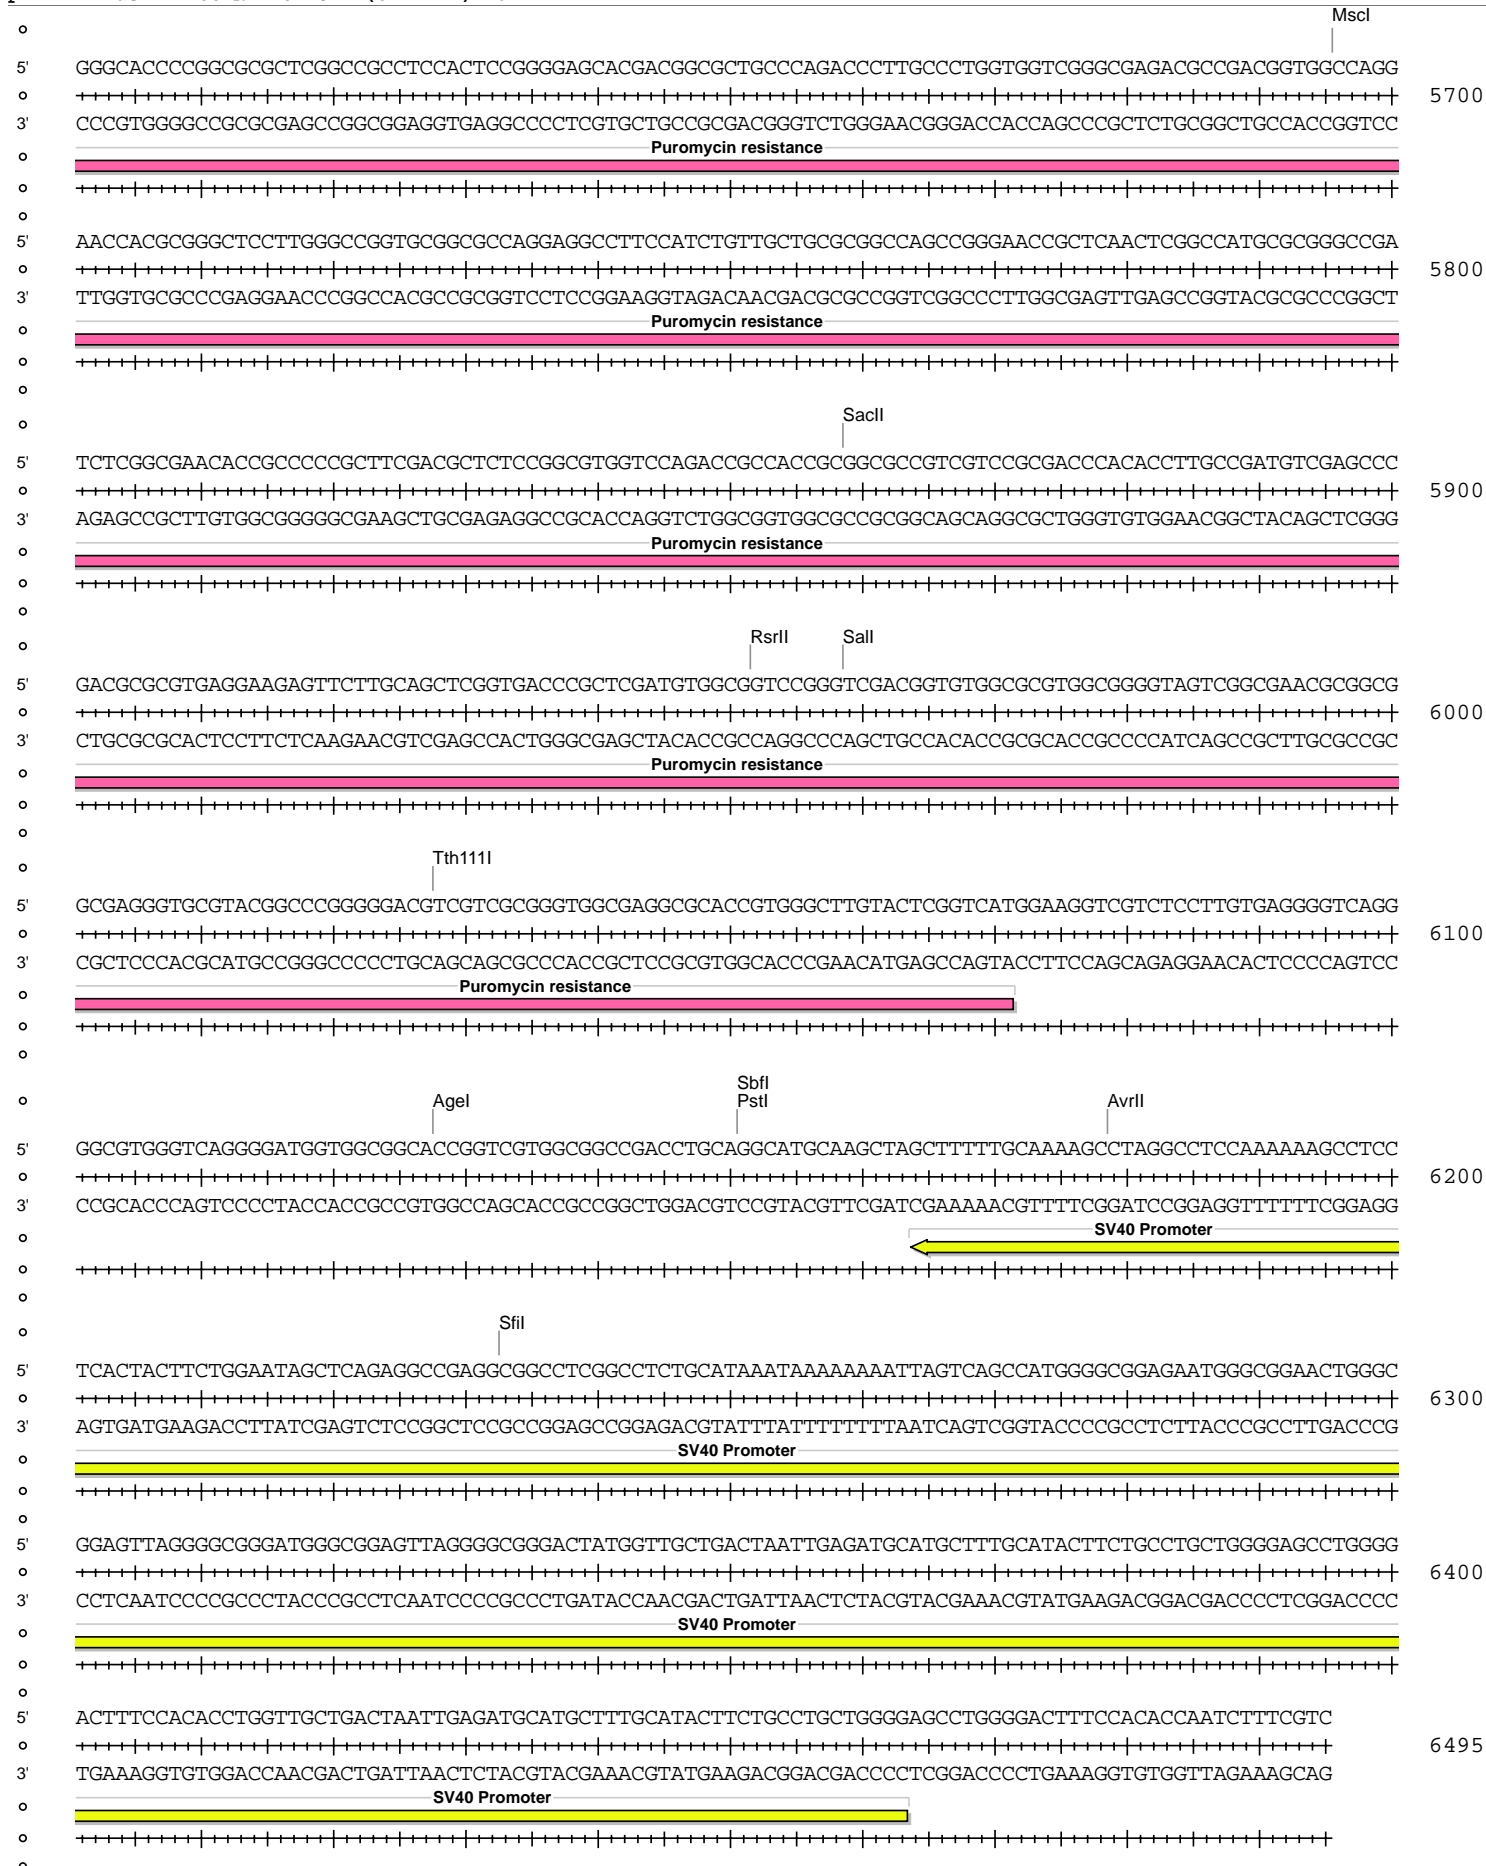 MscI
5' GGGCACCCCGGCGCGCTCGGCCGCCTCCACTCCGGGGAGCACGACGGCGCTGCCCAGACCCTTGCCCTGGTGGTCGGGCGAGACGCCGACGGTGGCCAGG
5700
3' CCCGTGGGGCCGCGCGAGCCGGCGGAGGTGAGGCCCCTCGTGCTGCCGCGACGGGTCTGGGAACGGGACCACCAGCCCGCTCTGCGGCTGCCACCGGTCC
Puromycin resistance
5' AACCACGCGGGCTCCTTGGGCCGGTGCGGCGCCAGGAGGCCTTCCATCTGTTGCTGCGCGGCCAGCCGGGAACCGCTCAACTCGGCCATGCGCGGGCCGA
5800
3' TTGGTGCGCCCGAGGAACCCGGCCACGCCGCGGTCCTCCGGAAGGTAGACAACGACGCGCCGGTCGGCCCTTGGCGAGTTGAGCCGGTACGCGCCCGGCT
Puromycin resistance
SacII
5' TCTCGGCGAACACCGCCCCCGCTTCGACGCTCTCCGGCGTGGTCCAGACCGCCACCGCGGCGCCGTCGTCCGCGACCCACACCTTGCCGATGTCGAGCCC
5900
3' AGAGCCGCTTGTGGCGGGGGCGAAGCTGCGAGAGGCCGCACCAGGTCTGGCGGTGGCGCCGCGGCAGCAGGCGCTGGGTGTGGAACGGCTACAGCTCGGG
Puromycin resistance
RsrII SalI
5' GACGCGCGTGAGGAAGAGTTCTTGCAGCTCGGTGACCCGCTCGATGTGGCGGTCCGGGTCGACGGTGTGGCGCGTGGCGGGGTAGTCGGCGAACGCGGCG
6000
3' CTGCGCGCACTCCTTCTCAAGAACGTCGAGCCACTGGGCGAGCTACACCGCCAGGCCCAGCTGCCACACCGCGCACCGCCCCATCAGCCGCTTGCGCCGC
Puromycin resistance
Tth111I
5' GCGAGGGTGCGTACGGCCCGGGGGACGTCGTCGCGGGTGGCGAGGCGCACCGTGGGCTTGTACTCGGTCATGGAAGGTCGTCTCCTTGTGAGGGGTCAGG
6100
3' CGCTCCCACGCATGCCGGGCCCCCTGCAGCAGCGCCCACCGCTCCGCGTGGCACCCGAACATGAGCCAGTACCTTCCAGCAGAGGAACACTCCCCAGTCC
Puromycin resistance
SbfI
AgeI PstI AvrII
5' GGCGTGGGTCAGGGGATGGTGGCGGCACCGGTCGTGGCGGCCGACCTGCAGGCATGCAAGCTAGCTTTTTGCAAAAGCCTAGGCCTCCAAAAAAGCCTCC
6200
3' CCGCACCCAGTCCCCTACCACCGCCGTGGCCAGCACCGCCGGCTGGACGTCCGTACGTTCGATCGAAAAACGTTTTCGGATCCGGAGGTTTTTTCGGAGG
SV40 Promoter
SfiI
5' TCACTACTTCTGGAATAGCTCAGAGGCCGAGGCGGCCTCGGCCTCTGCATAAATAAAAAAAATTAGTCAGCCATGGGGCGGAGAATGGGCGGAACTGGGC
6300
3' AGTGATGAAGACCTTATCGAGTCTCCGGCTCCGCCGGAGCCGGAGACGTATTTATTTTTTTTAATCAGTCGGTACCCCGCCTCTTACCCGCCTTGACCCG
SV40 Promoter
5' GGAGTTAGGGGCGGGATGGGCGGAGTTAGGGGCGGGACTATGGTTGCTGACTAATTGAGATGCATGCTTTGCATACTTCTGCCTGCTGGGGAGCCTGGGG
6400
3' CCTCAATCCCCGCCCTACCCGCCTCAATCCCCGCCCTGATACCAACGACTGATTAACTCTACGTACGAAACGTATGAAGACGGACGACCCCTCGGACCCC
SV40 Promoter
5' ACTTTCCACACCTGGTTGCTGACTAATTGAGATGCATGCTTTGCATACTTCTGCCTGCTGGGGAGCCTGGGGACTTTCCACACCAATCTTTCGTC
6495
3' TGAAAGGTGTGGACCAACGACTGATTAACTCTACGTACGAAACGTATGAAGACGGACGACCCCTCGGACCCCTGAAAGGTGTGGTTAGAAAGCAG
SV40 Promoter